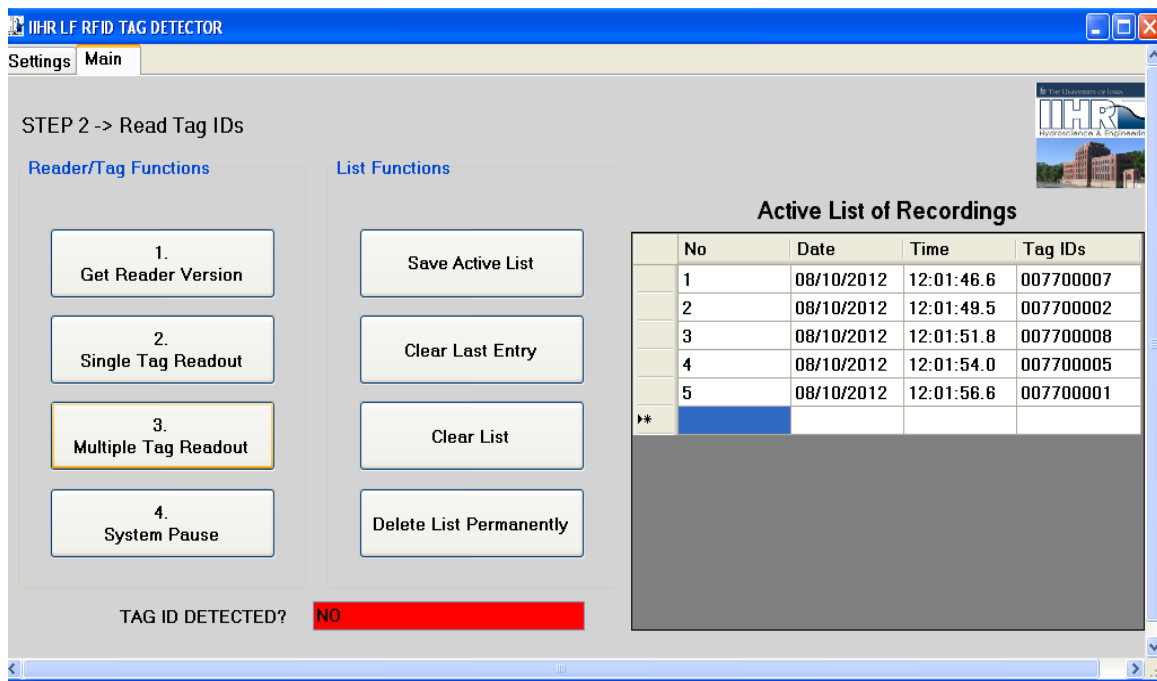 IIHR LF RFID TAG DETECTOR
Settings Main
The University of Iowa
IIHR
Hydroscience & Engineerin
STEP 2 -> Read Tag IDs
Reader/Tag Functions
1.
Get Reader Version
2.
Single Tag Readout
3.
Multiple Tag Readout
4.
System Pause
List Functions
Save Active List
Clear Last Entry
Clear List
Delete List Permanently
TAG ID DETECTED? NO
Active List of Recordings
No Date Time Tag IDs
1 08/10/2012 12:01:46.6 007700007
2 08/10/2012 12:01:49.5 007700002
3 08/10/2012 12:01:51.8 007700008
4 08/10/2012 12:01:54.0 007700005
5 08/10/2012 12:01:56.6 007700001